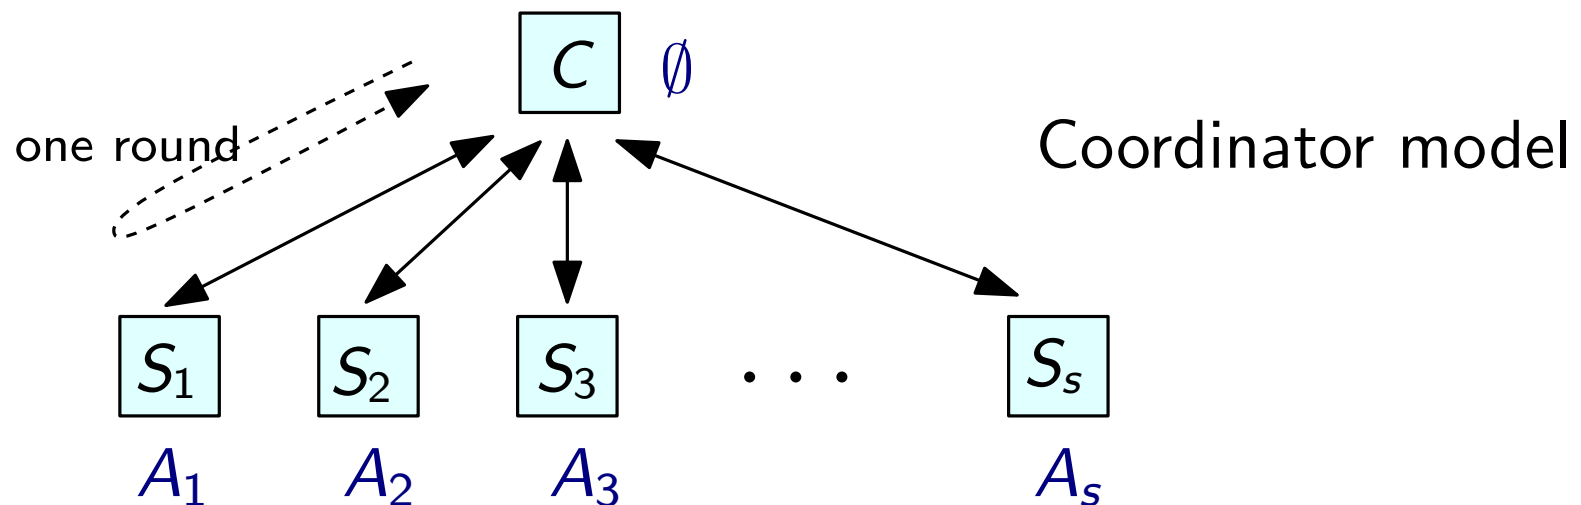 C ∅
one round
Coordinator model
S₁ S₂ S₃ · · · Sₛ
A₁ A₂ A₃ Aₛ